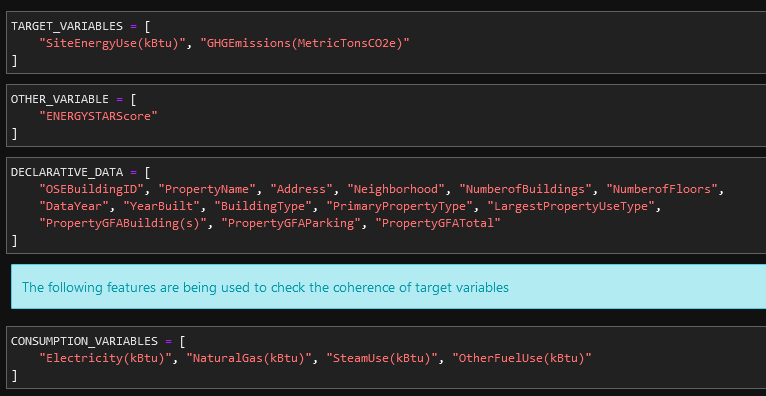 TARGET_VARIABLES = [
"SiteEnergyUse(kBtu)", "GHGEmissions(MetricTonsCO2e)"
]
OTHER_VARIABLE = [
"ENERGYSTARScore"
]
DECLARATIVE_DATA = [
"OSEBuildingID", "PropertyName", "Address", "Neighborhood", "NumberofBuildings", "NumberofFloors",
"DataYear", "YearBuilt", "BuildingType", "PrimaryPropertyType", "LargestPropertyUseType",
"PropertyGFABuilding(s)", "PropertyGFAParking", "PropertyGFATotal"
]
The following features are being used to check the coherence of target variables
CONSUMPTION_VARIABLES = [
"Electricity(kBtu)", "NaturalGas(kBtu)", "SteamUse(kBtu)", "OtherFuelUse(kBtu)"
]